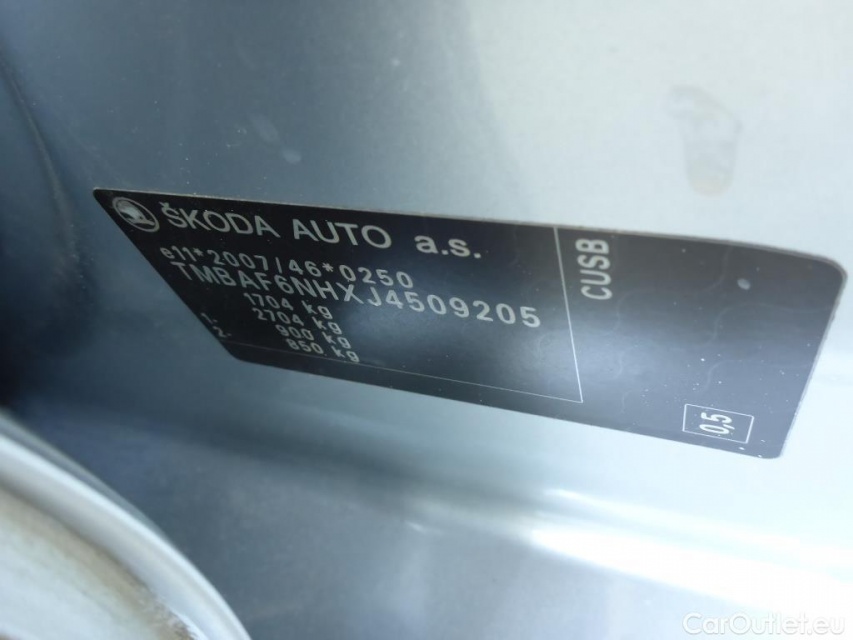 ŠKODA AUTO a.s.
e11*2007/46*0250
TMBAF6NHXJ4509205
1704 kg
2704 kg
1- 900 kg
2- 850 kg
CUSB
0,5
CarOutlet.eu